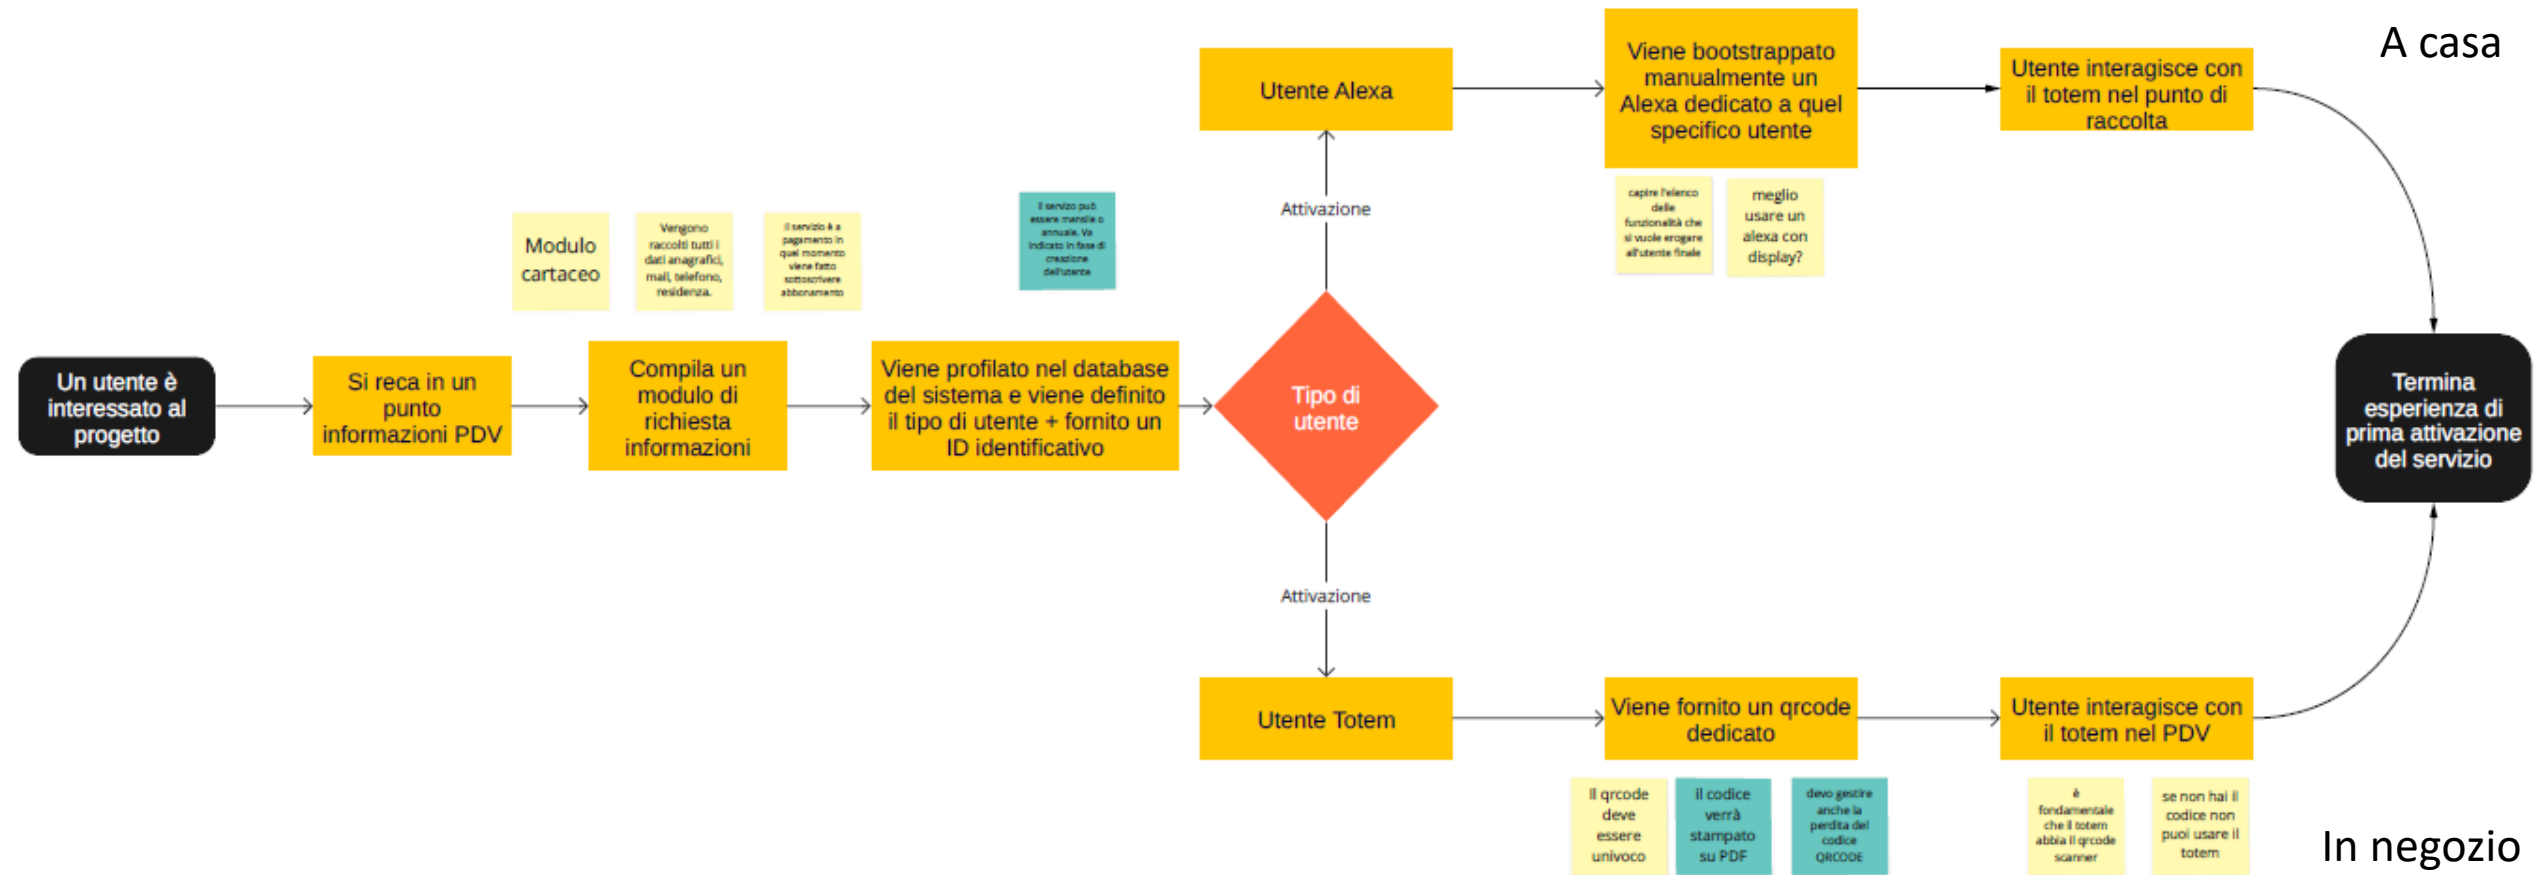 A casa
Utente Alexa
Viene bootstrappato
manualmente un
Alexa dedicato a quel
specifico utente
Utente interagisce con
il totem nel punto di
raccolta
capire l'elenco
delle
funzionalità che
si vuole erogare
all'utente finale
meglio
usare un
alexa con
display?
Attivazione
Modulo
cartaceo
Vengono
raccolti tutti i
dati anagrafici,
mail, telefono,
residenza.
il servizio è a
pagamento in
quel momento
viene fatto
sottoscrivere
abbonamento
Il servizo può
essere mensile o
annuale. Va
indicato in fase di
creazione
dell'utente
Un utente è
interessato al
progetto
Si reca in un
punto
informazioni PDV
Compila un
modulo di
richiesta
informazioni
Viene profilato nel database
del sistema e viene definito
il tipo di utente + fornito un
ID identificativo
Tipo di
utente
Termina
esperienza di
prima attivazione
del servizio
Attivazione
Utente Totem
Viene fornito un qrcode
dedicato
Utente interagisce con
il totem nel PDV
Il qrcode
deve
essere
univoco
il codice
verrà
stampato
su PDF
devo gestire
anche la
perdita del
codice
QRCODE
è
fondamentale
che il totem
abbia il qrcode
scanner
se non hai il
codice non
puoi usare il
totem
In negozio